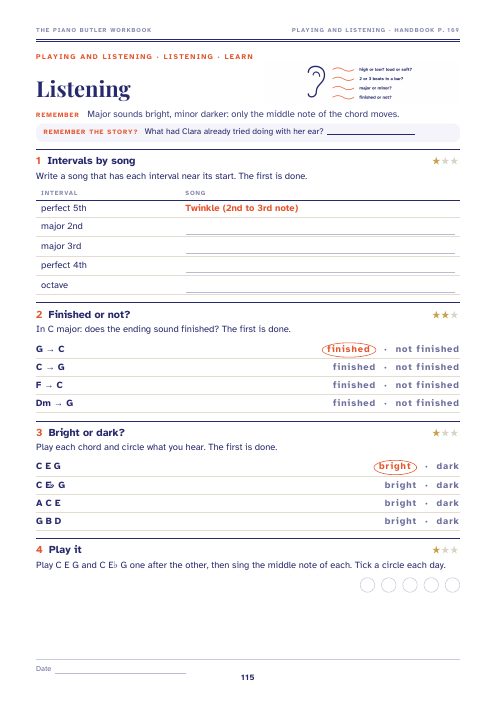 THE PIANO BUTLER WORKBOOK
PLAYING AND LISTENING · HANDBOOK P. 169
PLAYING AND LISTENING · LISTENING · LEARN
high or low? loud or soft?
2 or 3 beats in a bar?
major or minor?
finished or not?
Listening
REMEMBER Major sounds bright, minor darker: only the middle note of the chord moves.
REMEMBER THE STORY? What had Clara already tried doing with her ear?
1 Intervals by song ★★★
Write a song that has each interval near its start. The first is done.
INTERVAL SONG
perfect 5th Twinkle (2nd to 3rd note)
major 2nd
major 3rd
perfect 4th
octave
2 Finished or not? ★★★
In C major: does the ending sound finished? The first is done.
G → C finished · not finished
C → G finished · not finished
F → C finished · not finished
Dm → G finished · not finished
3 Bright or dark? ★★★
Play each chord and circle what you hear. The first is done.
C E G bright · dark
C E♭ G bright · dark
A C E bright · dark
G B D bright · dark
4 Play it ★★★
Play C E G and C E♭ G one after the other, then sing the middle note of each. Tick a circle each day.
Date
115